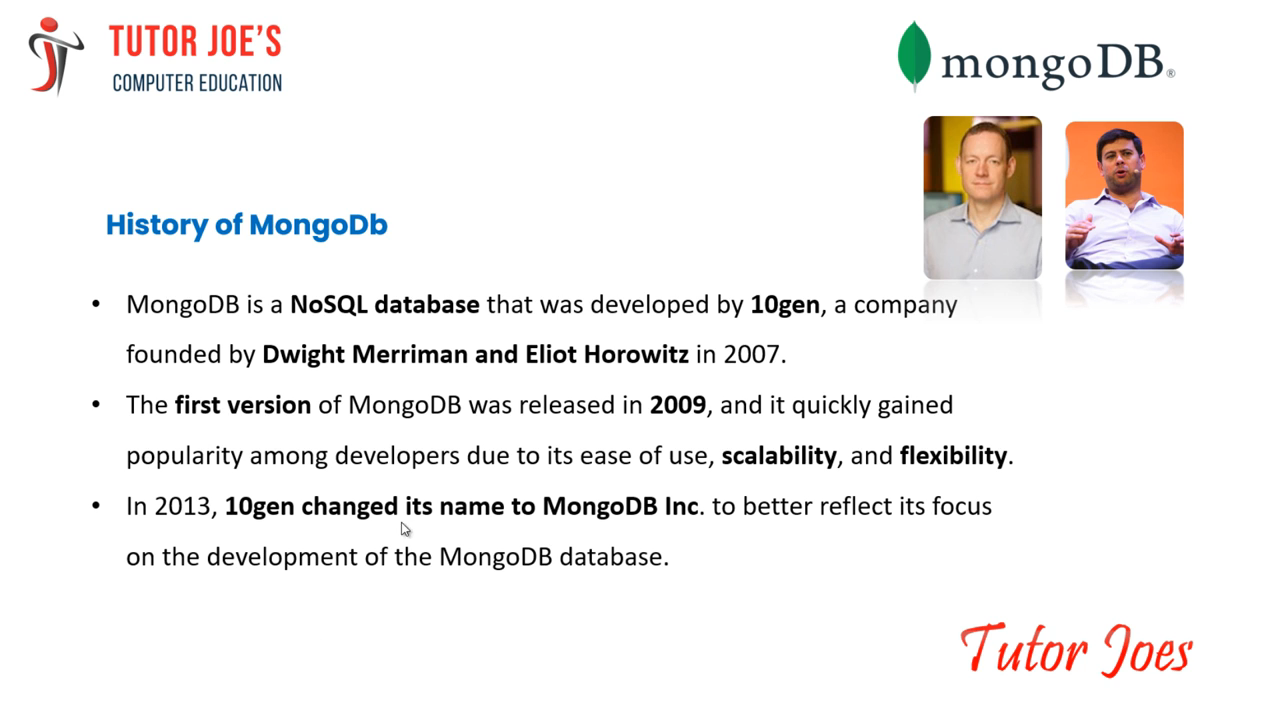 TUTOR JOE'S
COMPUTER EDUCATION
mongoDB®
History of MongoDb
• MongoDB is a NoSQL database that was developed by 10gen, a company
founded by Dwight Merriman and Eliot Horowitz in 2007.
• The first version of MongoDB was released in 2009, and it quickly gained
popularity among developers due to its ease of use, scalability, and flexibility.
• In 2013, 10gen changed its name to MongoDB Inc. to better reflect its focus
on the development of the MongoDB database.
Tutor Joes